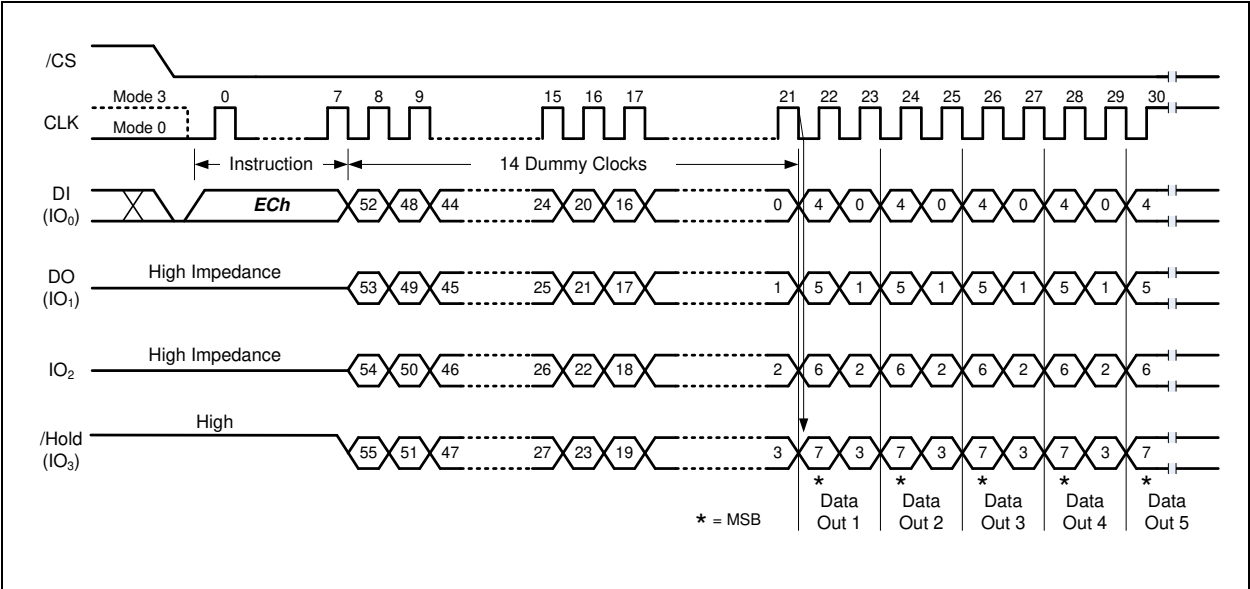 /CS
Mode 3 0 7 8 9 15 16 17 21 22 23 24 25 26 27 28 29 30
CLK
Mode 0
Instruction 14 Dummy Clocks
DI
(IO0) ECh 52 48 44 24 20 16 0 4 0 4 0 4 0 4 0 4
DO
(IO1) High Impedance 53 49 45 25 21 17 1 5 1 5 1 5 1 5 1 5
IO2 High Impedance 54 50 46 26 22 18 2 6 2 6 2 6 2 6 2 6
High
/Hold
(IO3) 55 51 47 27 23 19 3 7 3 7 3 7 3 7 3 7
* * * * *
* = MSB
Data Data Data Data Data
Out 1 Out 2 Out 3 Out 4 Out 5